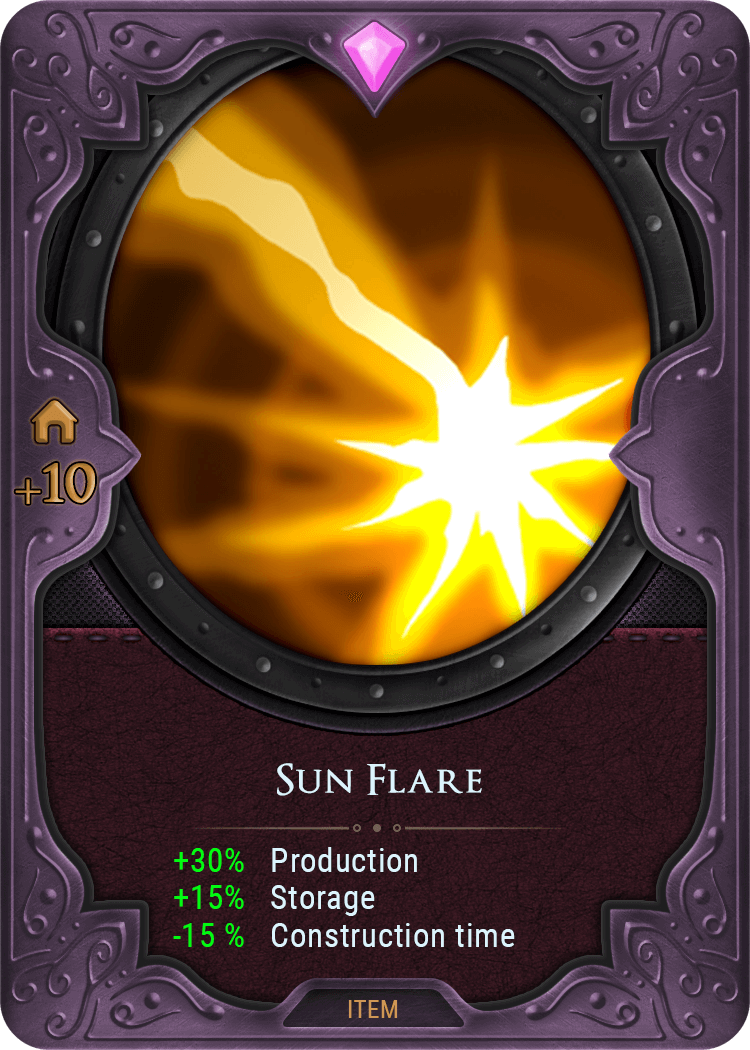 +10
Sun Flare
+30% Production
+15% Storage
-15 % Construction time
ITEM